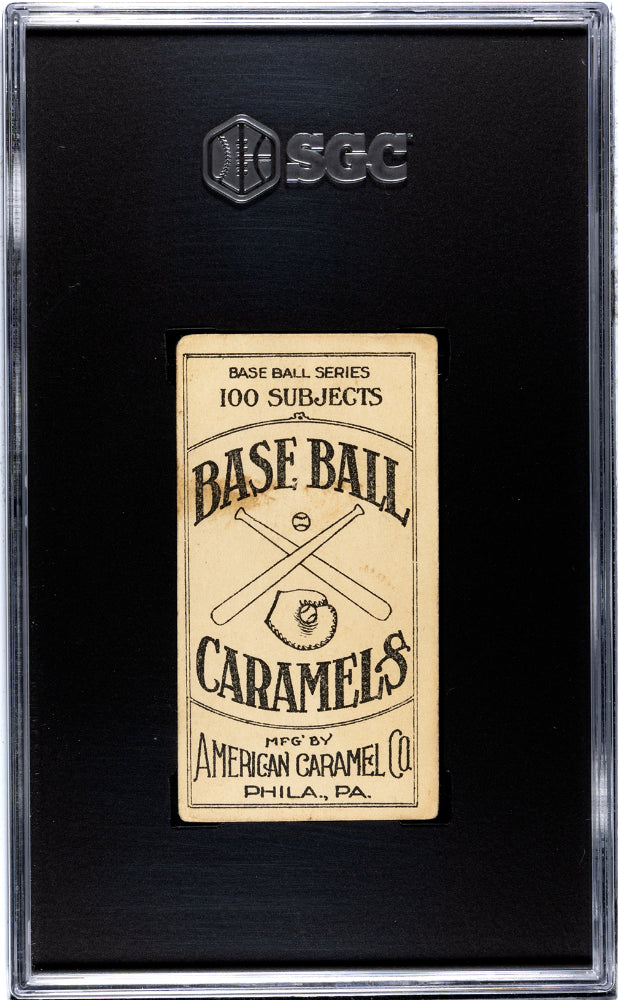 SGC
BASE BALL SERIES
100 SUBJECTS
BASE BALL
CARAMELS
MFG' BY
AMERICAN CARAMEL CO.
PHILA., PA.